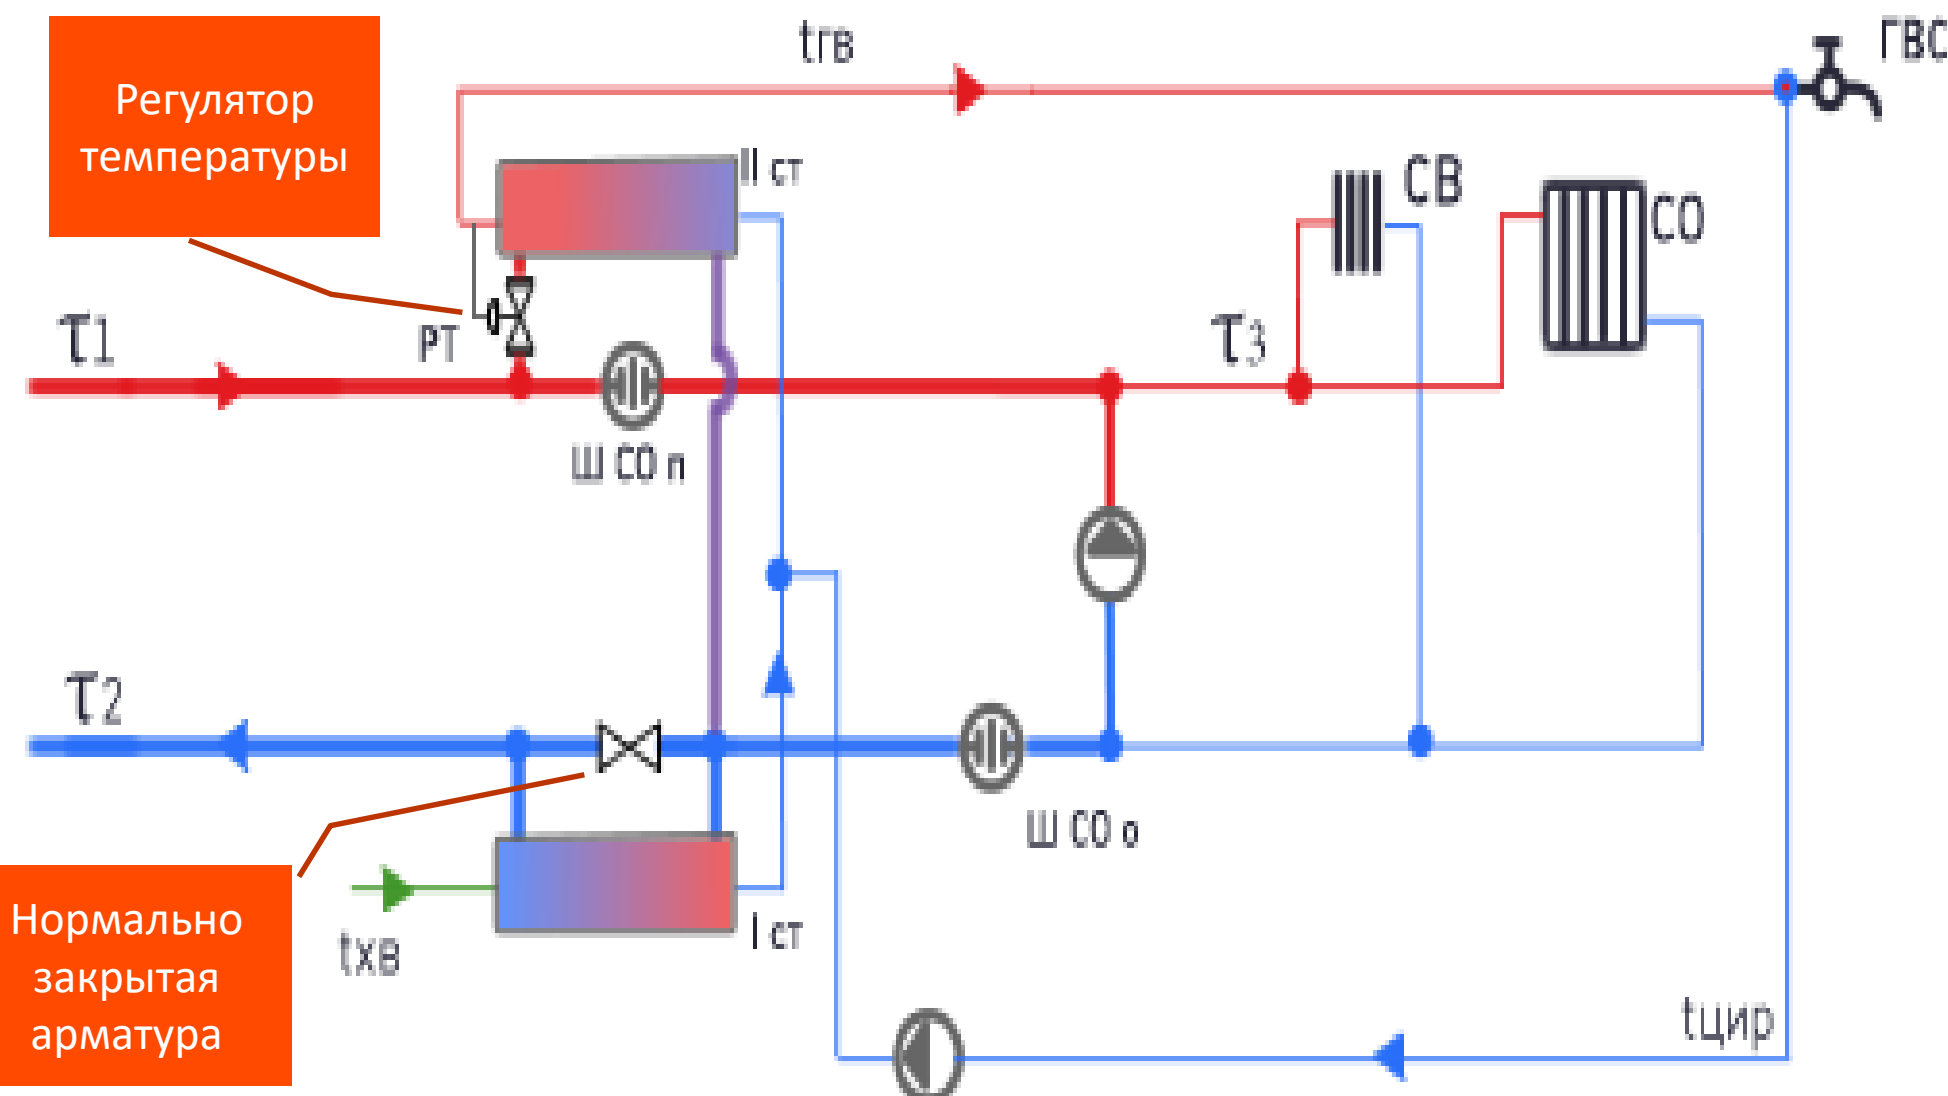 tгв
ГВС
Регулятор
температуры
II ст
СВ
СО
τ1
РТ
τ3
Ш СО п
τ2
Ш СО о
Нормально
закрытая
арматура
tхв
I ст
tцир